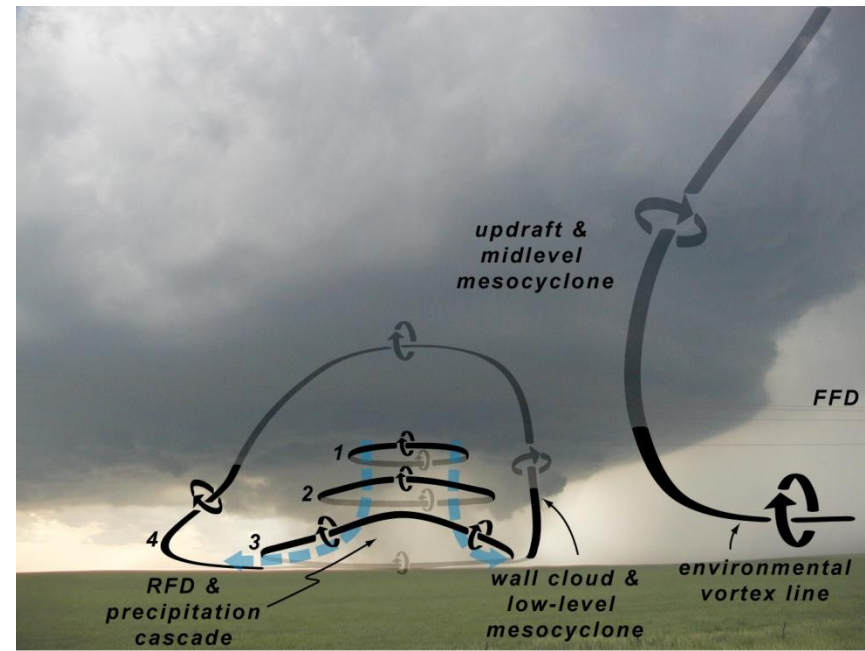 updraft &
midlevel
mesocyclone
FFD
1
2
3
4
RFD &
precipitation
cascade
wall cloud &
low-level
mesocyclone
environmental
vortex line